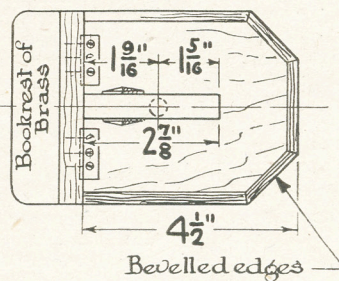 Bookrest of
Brass
1 9/16"
1 5/16"
2 7/8"
4 1/2"
Bevelled edges